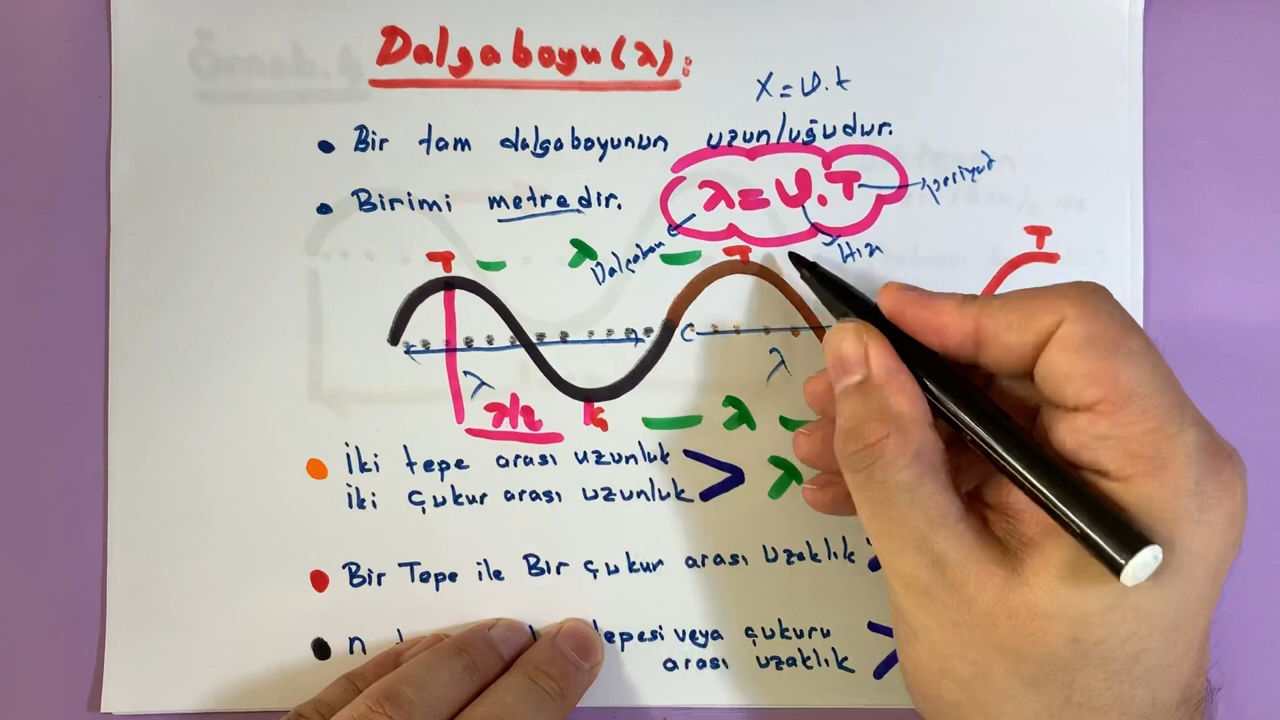 Dalgaboyu(λ):
x=υ.t
• Bir tam dalgaboyunun uzunluğudur.
• Birimi metredir.
λ=υ.T
periyot
Dalgaboyu
Hız
T - λ - T
T
λ
λ
λ/2
Ç
- λ -
İki tepe arası uzunluk
İki çukur arası uzunluk > λ
Bir Tepe ile Bir çukur arası uzaklık
n tepesi veya çukuru
arası uzaklık